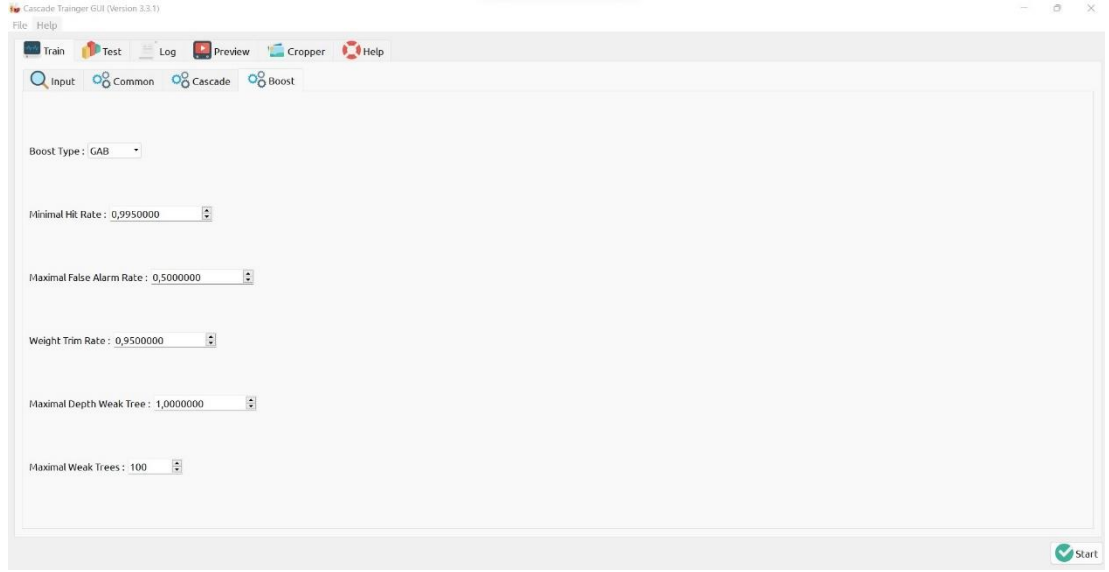 Cascade Trainger GUI (Version 3.3.1)
File Help
Train Test Log Preview Cropper Help
Input Common Cascade Boost
Boost Type : GAB
Minimal Hit Rate : 0,9950000
Maximal False Alarm Rate : 0,5000000
Weight Trim Rate : 0,9500000
Maximal Depth Weak Tree : 1,0000000
Maximal Weak Trees : 100
Start